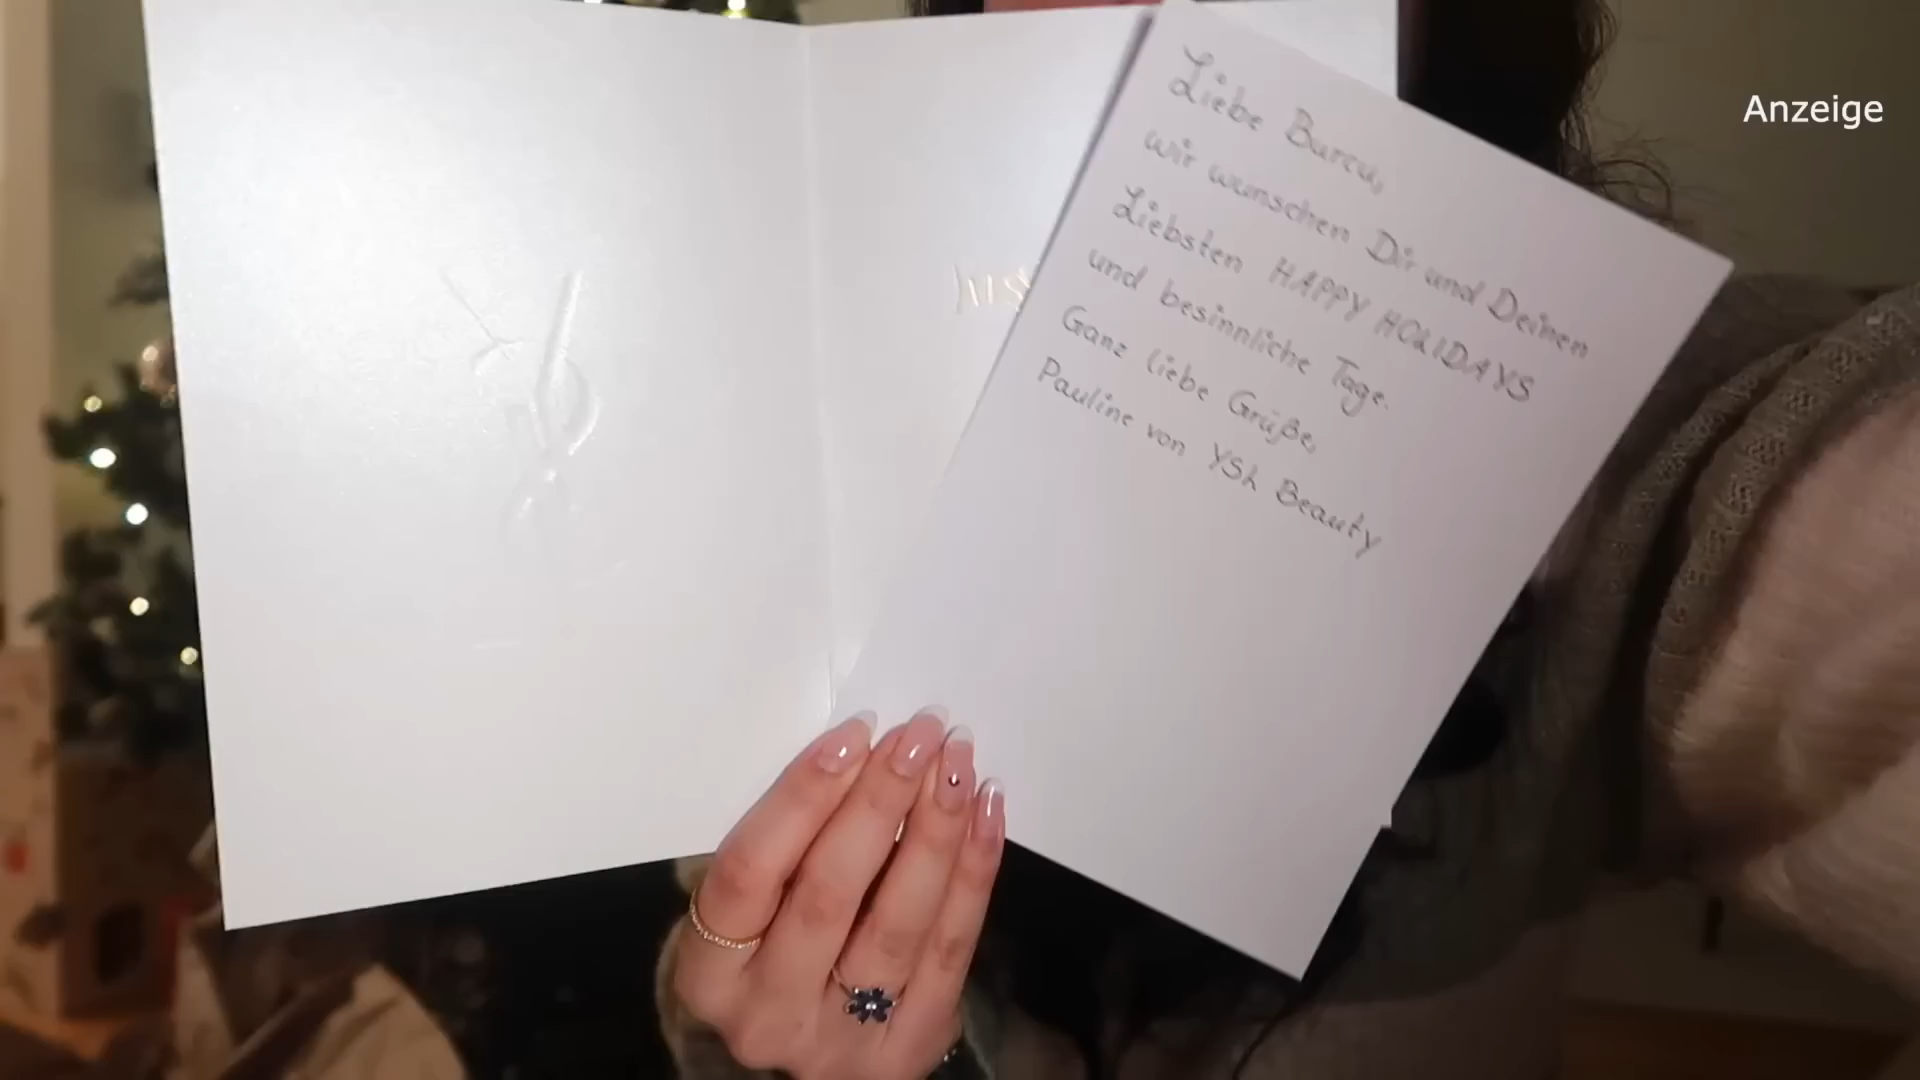 Anzeige
Liebe Burcu,
wir wünschen Dir und Deinen
Liebsten HAPPY HOLIDAYS
und besinnliche Tage.
Ganz liebe Grüße,
Pauline von YSL Beauty